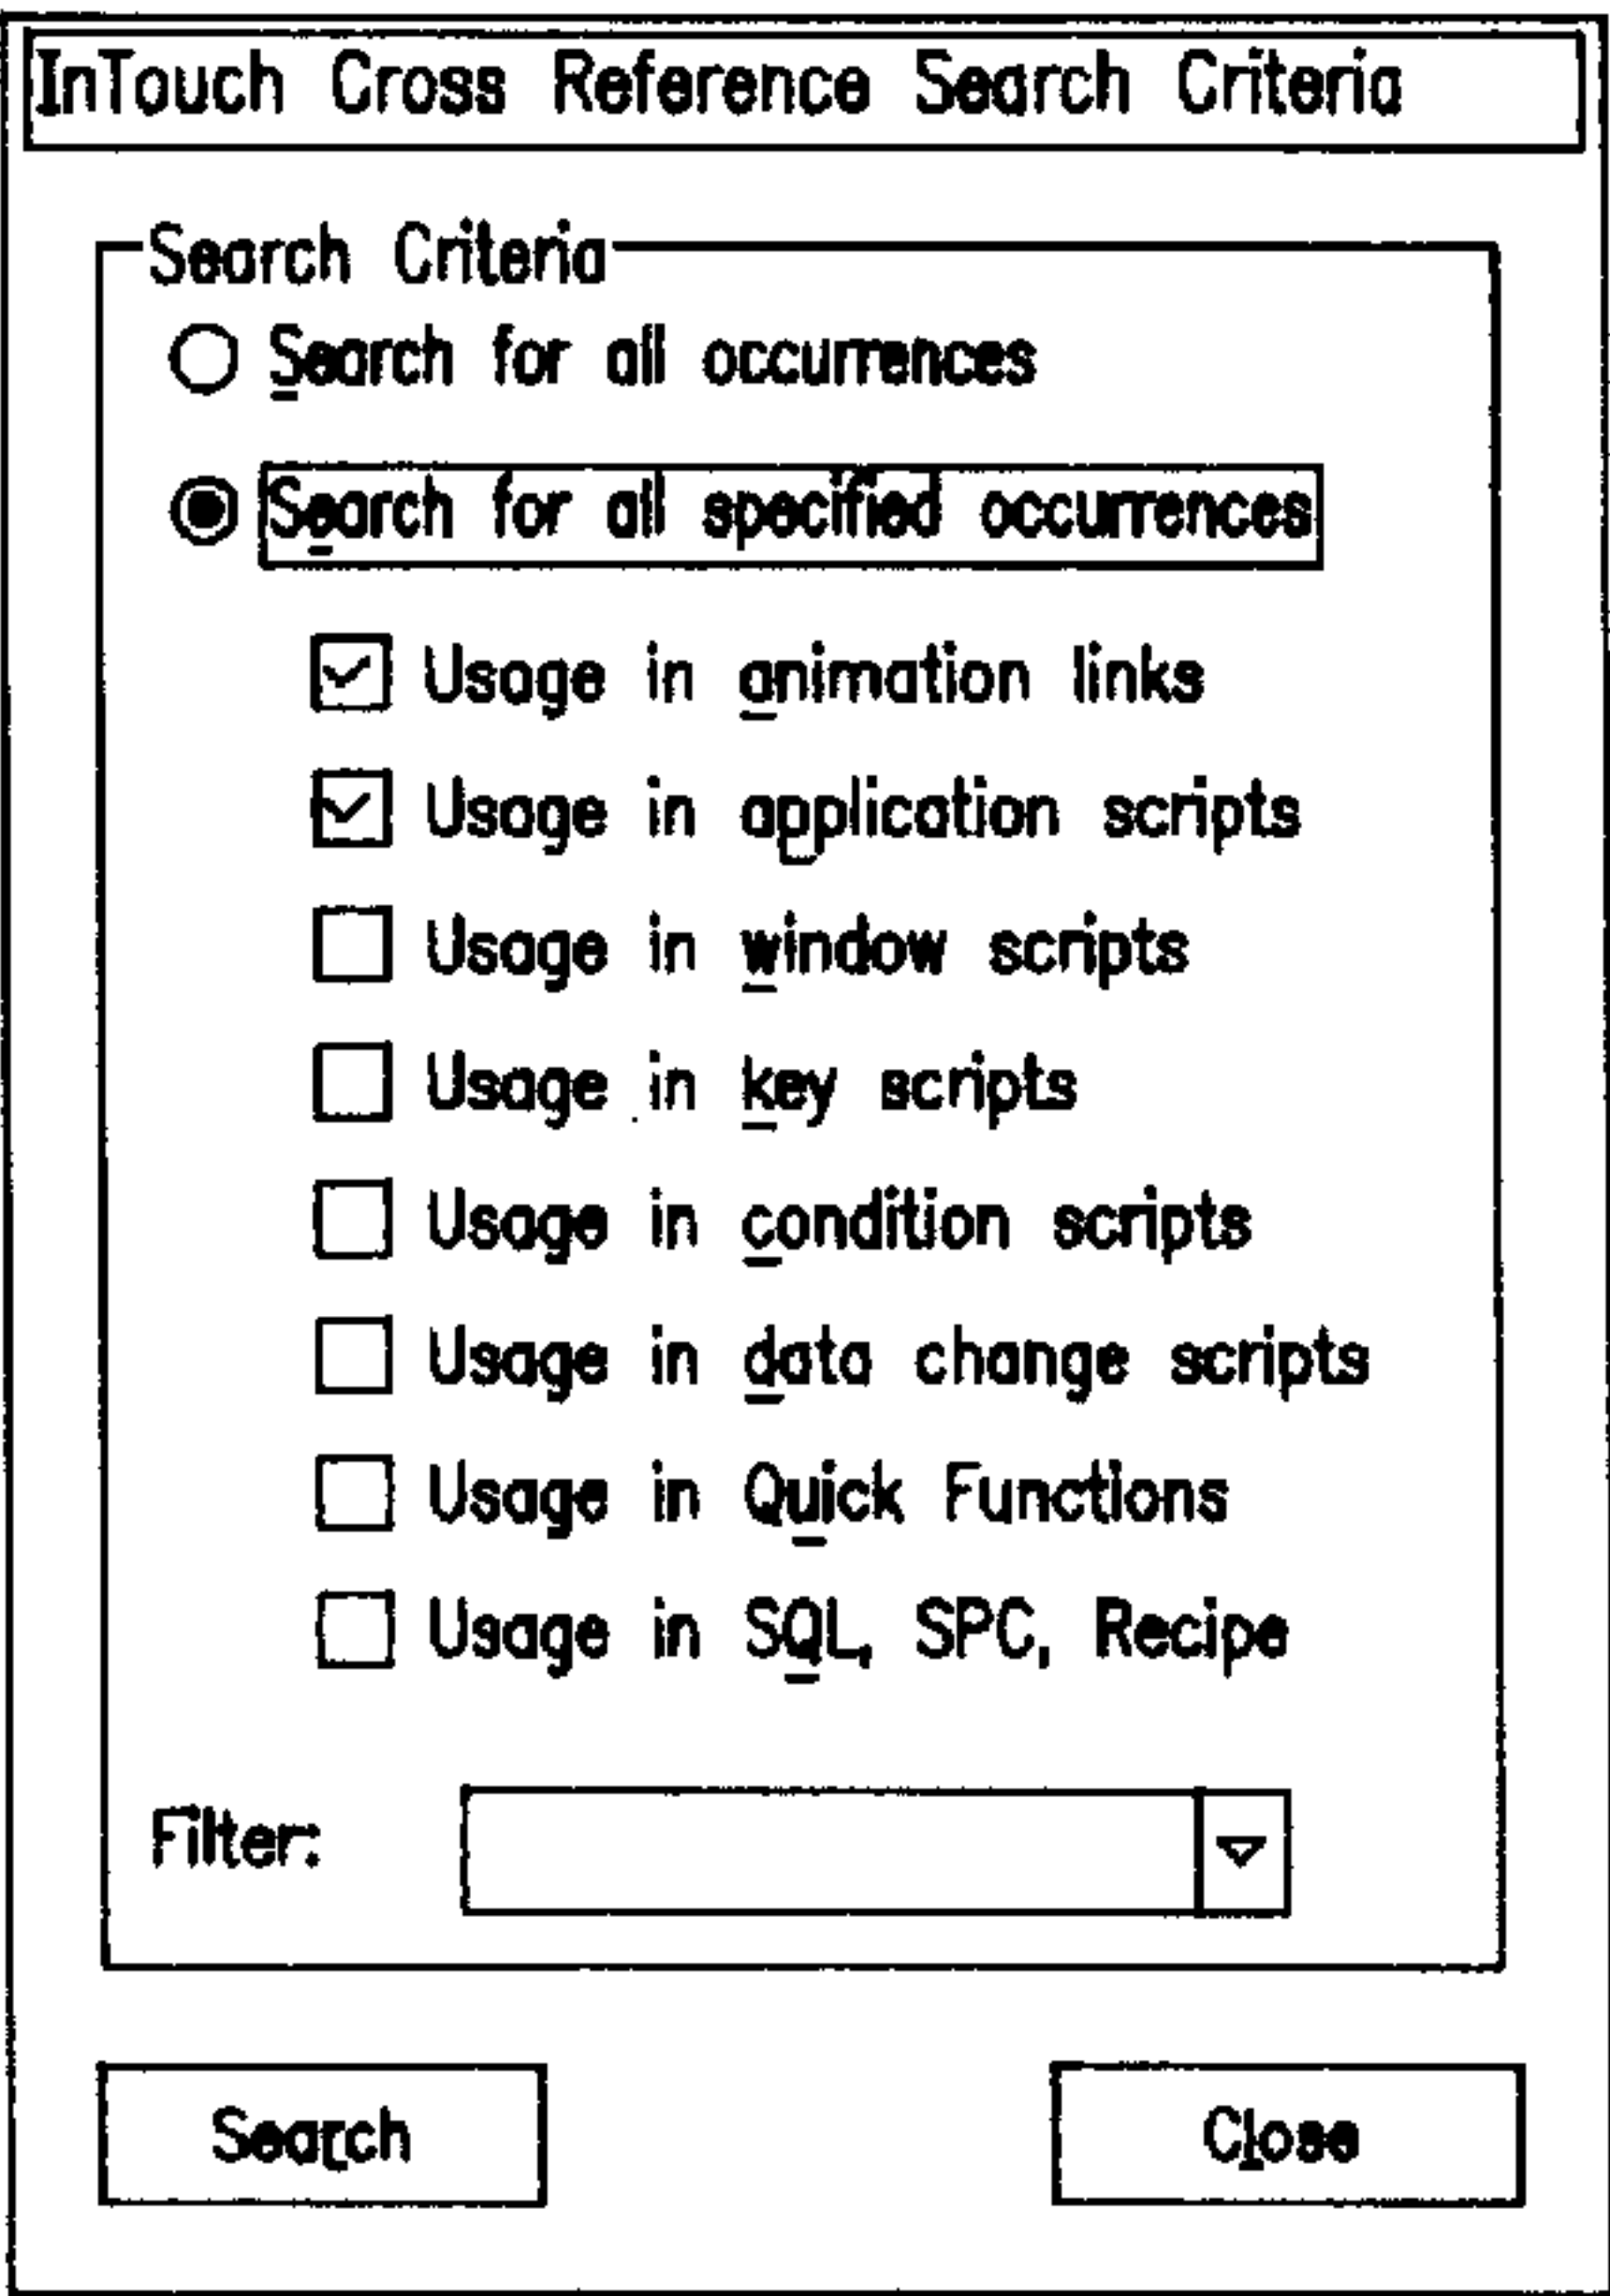 InTouch Cross Reference Search Criteria
Search Criteria
Search for all occurrences
Search for all specified occurrences
Usage in animation links
Usage in application scripts
Usage in window scripts
Usage in key scripts
Usage in condition scripts
Usage in data change scripts
Usage in Quick Functions
Usage in SQL, SPC, Recipe
Filter:
Search
Close